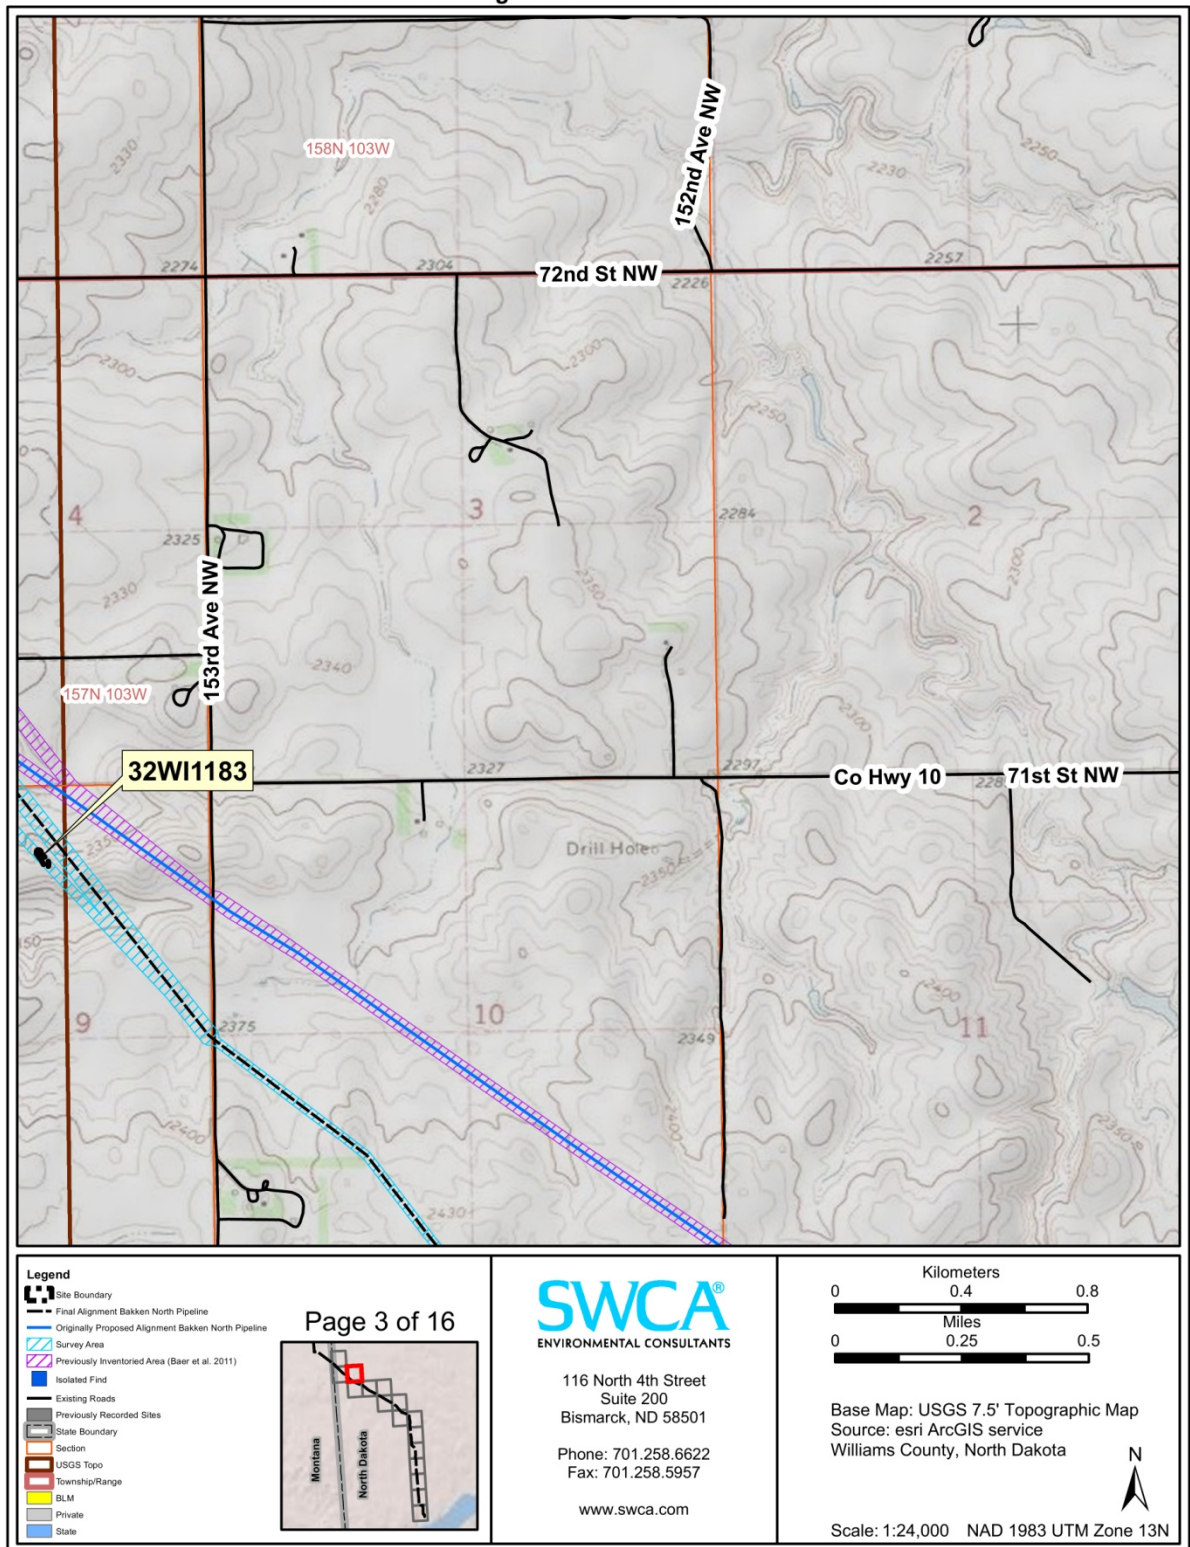 152nd Ave NW
2330
158N 103W
2280
2250
2230
2274
2304
72nd St NW
2226
2257
2300
2300
2250
4
3
2284
2
2325
2330
153rd Ave NW
2350
2300
2340
157N 103W
2300
32WI1183
2327
2297
Co Hwy 10
71st St NW
Drill Hole
2350
2400
9
2375
10
2349
11
2400
2400
2350
2430
Legend
Site Boundary
Final Alignment Bakken North Pipeline
Originally Proposed Alignment Bakken North Pipeline
Survey Area
Previously Inventoried Area (Baer et al. 2011)
Isolated Find
Existing Roads
Previously Recorded Sites
State Boundary
Section
USGS Topo
Township/Range
BLM
Private
State
Page 3 of 16
Montana
North Dakota
SWCA®
ENVIRONMENTAL CONSULTANTS
116 North 4th Street
Suite 200
Bismarck, ND 58501
Phone: 701.258.6622
Fax: 701.258.5957
www.swca.com
Kilometers
0 0.4 0.8
Miles
0 0.25 0.5
Base Map: USGS 7.5' Topographic Map
Source: esri ArcGIS service
Williams County, North Dakota
N
Scale: 1:24,000 NAD 1983 UTM Zone 13N